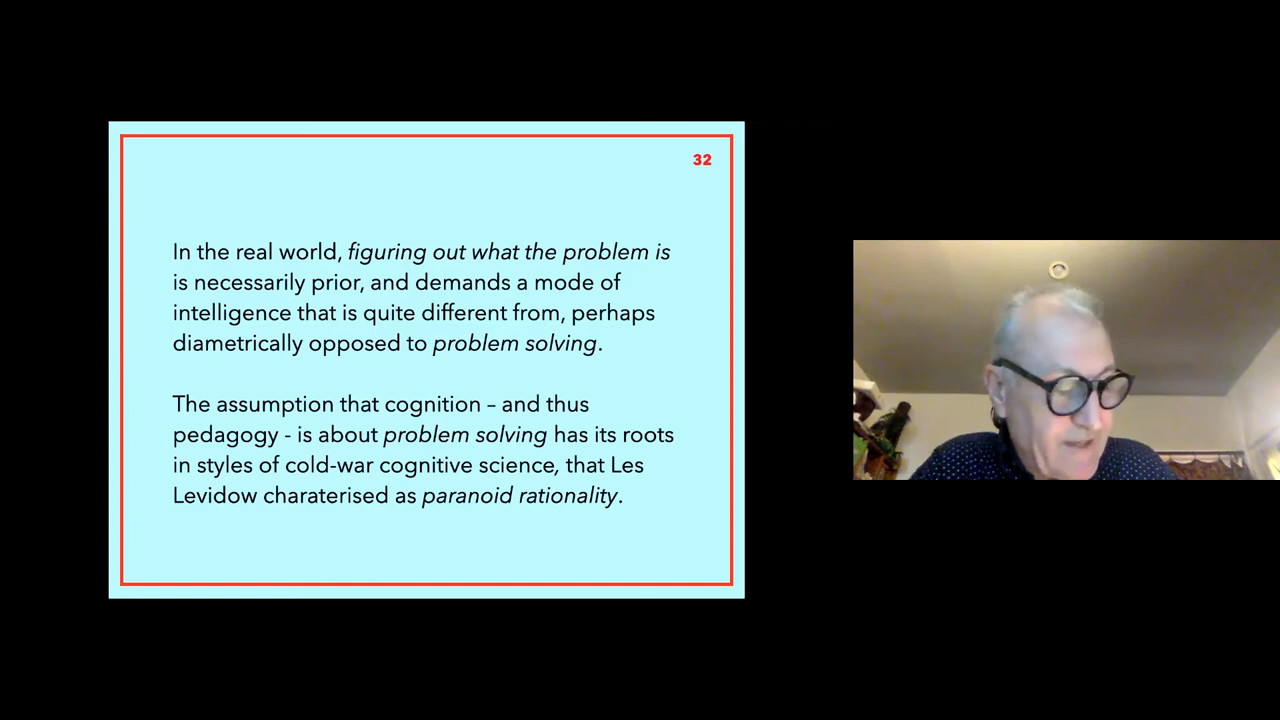 32
In the real world, figuring out what the problem is
is necessarily prior, and demands a mode of
intelligence that is quite different from, perhaps
diametrically opposed to problem solving.
The assumption that cognition – and thus
pedagogy - is about problem solving has its roots
in styles of cold-war cognitive science, that Les
Levidow charaterised as paranoid rationality.